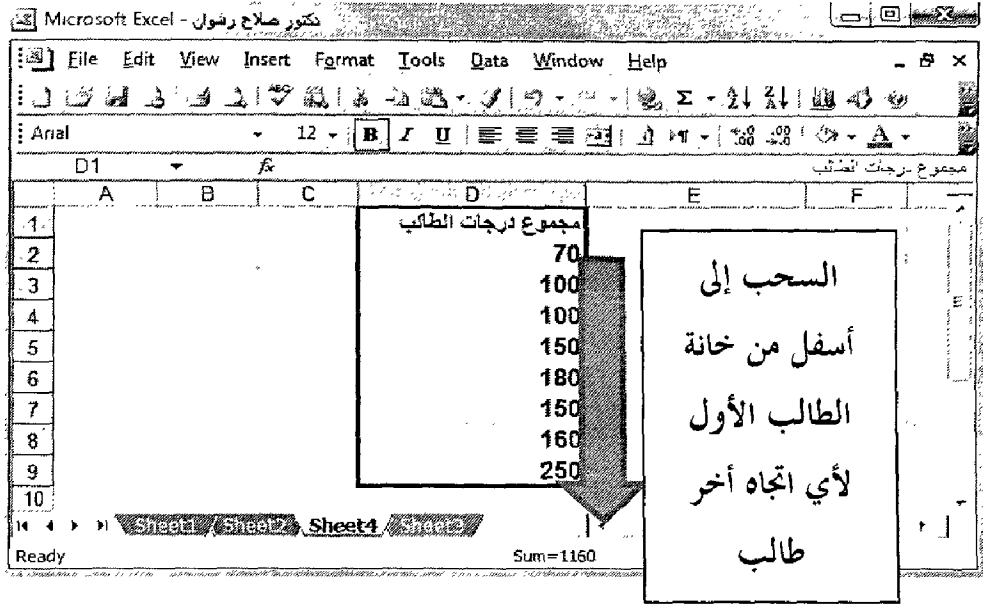 Microsoft Excel - دكتور صلاح رضوان
File Edit View Insert Format Tools Data Window Help
Arial 12 B I U
D1 fx مجموع درجات الطالب
A B C D E F
1 مجموع درجات الطالب
2 70
3 100
4 100
5 150
6 180
7 150
8 160
9 250
10
السحب إلى
أسفل من خانة
الطالب الأول
لأي اتجاه أخر
طالب
Sheet1 Sheet2 Sheet4 Sheet3
Ready Sum=1160